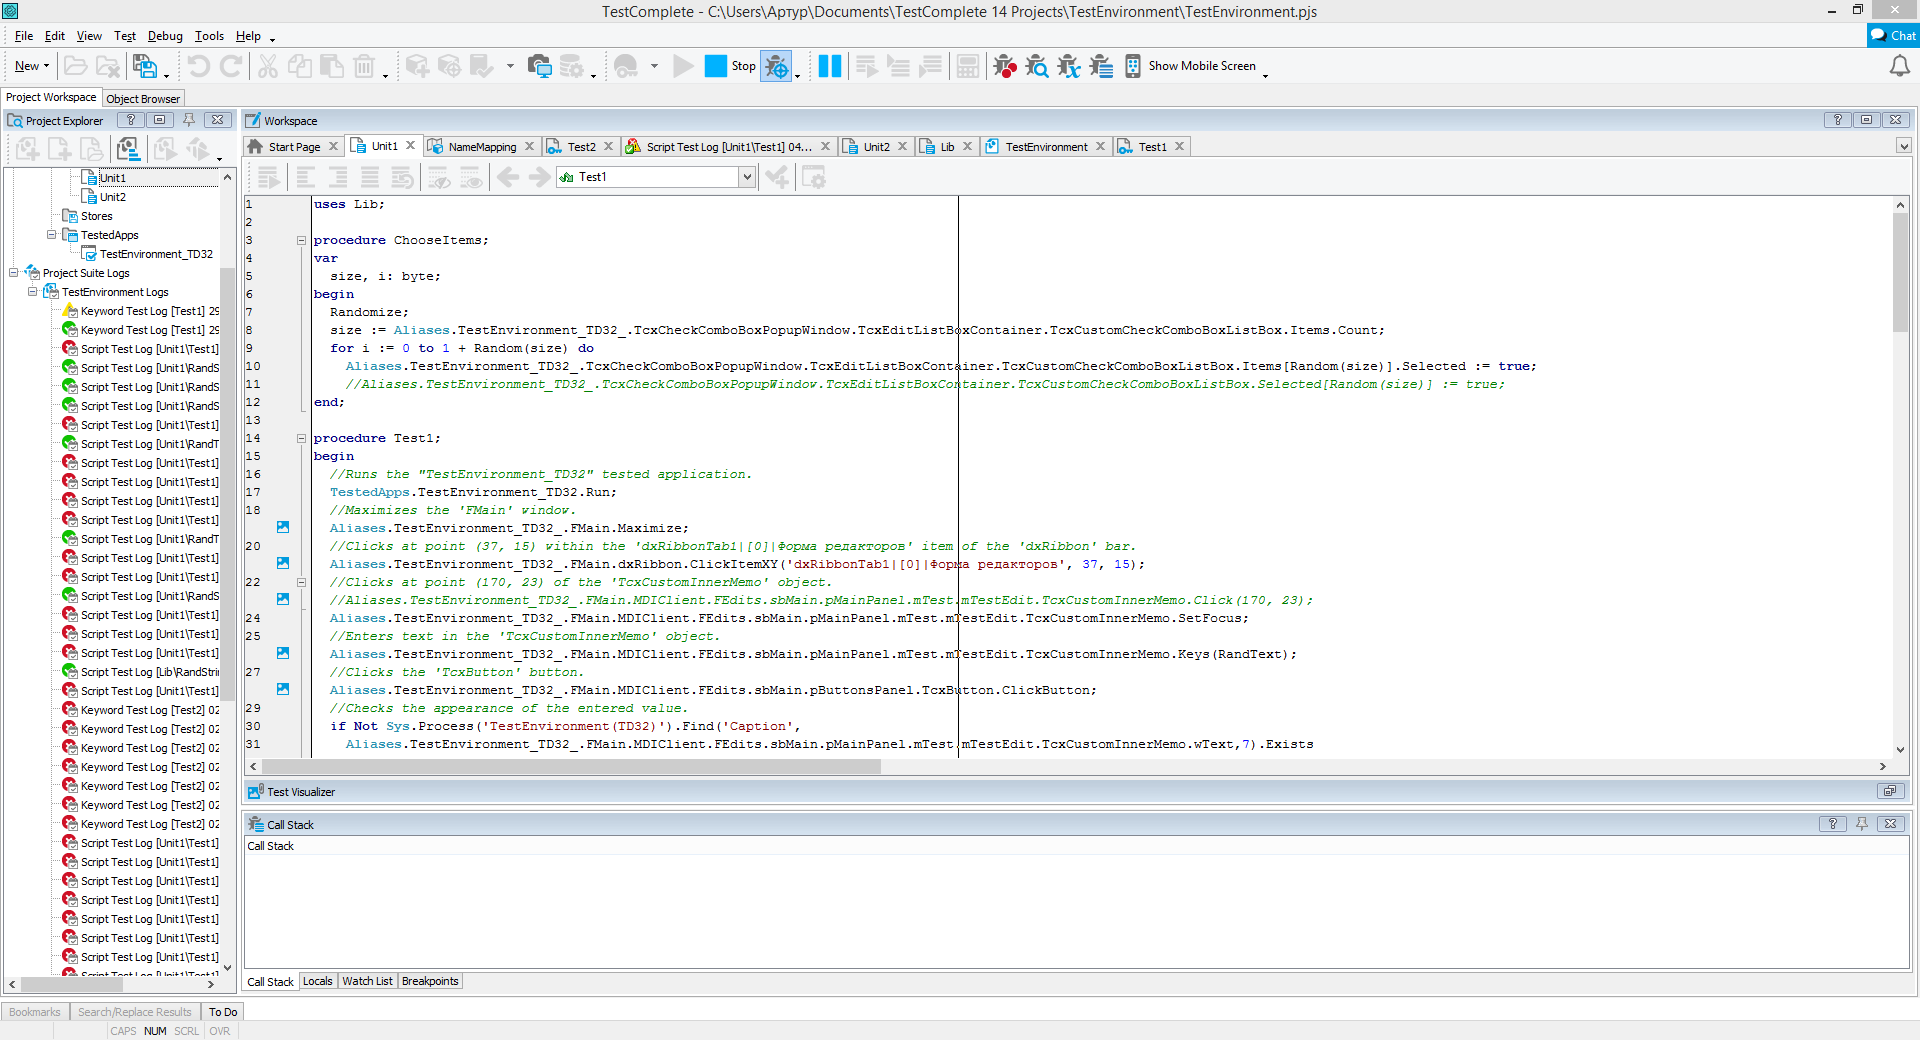 TestComplete - C:\Users\Артур\Documents\TestComplete 14 Projects\TestEnvironment\TestEnvironment.pjs
File Edit View Test Debug Tools Help
Chat
New
Stop
Show Mobile Screen
Project Workspace
Object Browser
Project Explorer
Unit1
Unit2
Stores
TestedApps
TestEnvironment_TD32
Project Suite Logs
TestEnvironment Logs
Keyword Test Log [Test1] 29
Keyword Test Log [Test1] 29
Script Test Log [Unit1\Test1]
Script Test Log [Unit1\RandS
Script Test Log [Unit1\RandS
Script Test Log [Unit1\RandS
Script Test Log [Unit1\Test1]
Script Test Log [Unit1\RandT
Script Test Log [Unit1\Test1]
Script Test Log [Unit1\Test1]
Script Test Log [Unit1\Test1]
Script Test Log [Unit1\Test1]
Script Test Log [Unit1\RandT
Script Test Log [Unit1\Test1]
Script Test Log [Unit1\Test1]
Script Test Log [Unit1\RandS
Script Test Log [Unit1\Test1]
Script Test Log [Unit1\Test1]
Script Test Log [Unit1\Test1]
Script Test Log [Lib\RandStrin
Script Test Log [Unit1\Test1]
Keyword Test Log [Test2] 02
Keyword Test Log [Test2] 02
Keyword Test Log [Test2] 02
Keyword Test Log [Test2] 02
Keyword Test Log [Test2] 02
Keyword Test Log [Test2] 02
Keyword Test Log [Test2] 02
Script Test Log [Unit1\Test1]
Script Test Log [Unit1\Test1]
Script Test Log [Unit1\Test1]
Script Test Log [Unit1\Test1]
Script Test Log [Unit1\Test1]
Script Test Log [Unit1\Test1]
Script Test Log [Unit1\Test1]
Script Test Log [Unit1\Test1]
Workspace
Start Page
Unit1
NameMapping
Test2
Script Test Log [Unit1\Test1] 04...
Unit2
Lib
TestEnvironment
Test1
Test1
1 uses Lib;
2
3 procedure ChooseItems;
4 var
5 size, i: byte;
6 begin
7 Randomize;
8 size := Aliases.TestEnvironment_TD32_.TcxCheckComboBoxPopupWindow.TcxEditListBoxContainer.TcxCustomCheckComboBoxListBox.Items.Count;
9 for i := 0 to 1 + Random(size) do
10 Aliases.TestEnvironment_TD32_.TcxCheckComboBoxPopupWindow.TcxEditListBoxContainer.TcxCustomCheckComboBoxListBox.Items[Random(size)].Selected := true;
11 //Aliases.TestEnvironment_TD32_.TcxCheckComboBoxPopupWindow.TcxEditListBoxContainer.TcxCustomCheckComboBoxListBox.Selected[Random(size)] := true;
12 end;
13
14 procedure Test1;
15 begin
16 //Runs the "TestEnvironment_TD32" tested application.
17 TestedApps.TestEnvironment_TD32.Run;
18 //Maximizes the 'FMain' window.
Aliases.TestEnvironment_TD32_.FMain.Maximize;
20 //Clicks at point (37, 15) within the 'dxRibbonTab1|[0]|Форма редакторов' item of the 'dxRibbon' bar.
Aliases.TestEnvironment_TD32_.FMain.dxRibbon.ClickItemXY('dxRibbonTab1|[0]|Форма редакторов', 37, 15);
22 //Clicks at point (170, 23) of the 'TcxCustomInnerMemo' object.
//Aliases.TestEnvironment_TD32_.FMain.MDIClient.FEdits.sbMain.pMainPanel.mTest.mTestEdit.TcxCustomInnerMemo.Click(170, 23);
24 Aliases.TestEnvironment_TD32_.FMain.MDIClient.FEdits.sbMain.pMainPanel.mTest.mTestEdit.TcxCustomInnerMemo.SetFocus;
25 //Enters text in the 'TcxCustomInnerMemo' object.
Aliases.TestEnvironment_TD32_.FMain.MDIClient.FEdits.sbMain.pMainPanel.mTest.mTestEdit.TcxCustomInnerMemo.Keys(RandText);
27 //Clicks the 'TcxButton' button.
Aliases.TestEnvironment_TD32_.FMain.MDIClient.FEdits.sbMain.pButtonsPanel.TcxButton.ClickButton;
29 //Checks the appearance of the entered value.
30 if Not Sys.Process('TestEnvironment(TD32)').Find('Caption',
31 Aliases.TestEnvironment_TD32_.FMain.MDIClient.FEdits.sbMain.pMainPanel.mTest.mTestEdit.TcxCustomInnerMemo.wText,7).Exists
Test Visualizer
Call Stack
Call Stack
Call Stack
Locals
Watch List
Breakpoints
Bookmarks
Search/Replace Results
To Do
CAPS NUM SCRL OVR